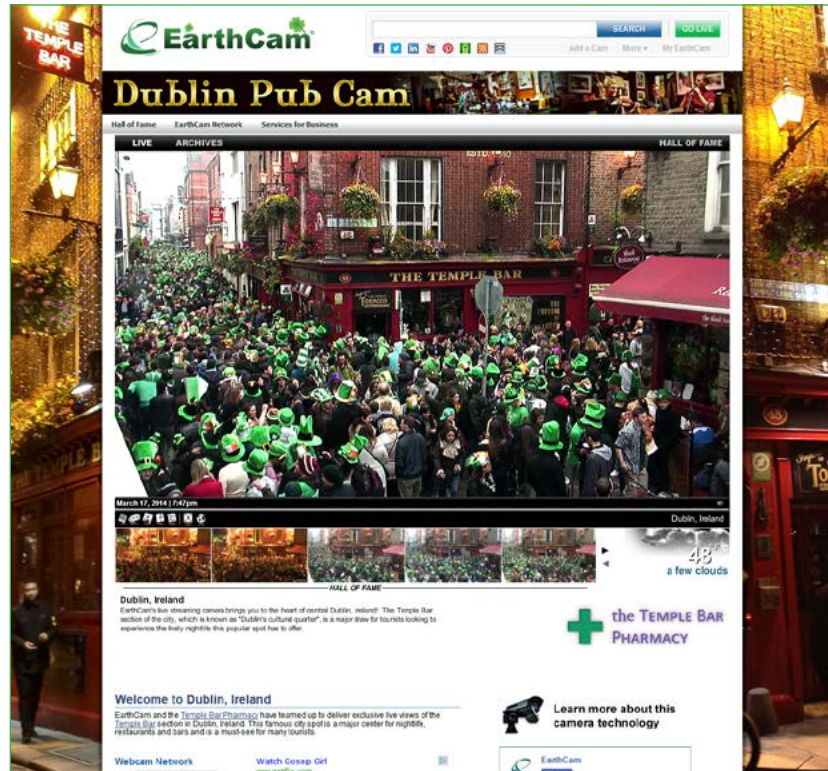 THE
TEMPLE
BAR
EarthCam
SEARCH
GO LIVE
Add a Cam More ▾ My EarthCam
Dublin Pub Cam
Hall of Fame EarthCam Network Services for Business
LIVE ARCHIVES HALL OF FAME
THE TEMPLE BAR
TOBACCO
March 17, 2014 | 7:47pm
Dublin, Ireland
48°
a few clouds
HALL OF FAME
Dublin, Ireland
EarthCam's live streaming camera brings you to the heart of central Dublin, Ireland! The Temple Bar
section of the city, which is known as "Dublin's cultural quarter", is a major draw for tourists looking to
experience the lively nightlife this popular spot has to offer.
the TEMPLE BAR
PHARMACY
Welcome to Dublin, Ireland
EarthCam and the Temple Bar Pharmacy have teamed up to deliver exclusive live views of the
Temple Bar section in Dublin, Ireland. This famous city spot is a major center for nightlife,
restaurants and bars and is a must-see for many tourists.
Learn more about this
camera technology
Webcam Network
Watch Gossip Girl
EarthCam